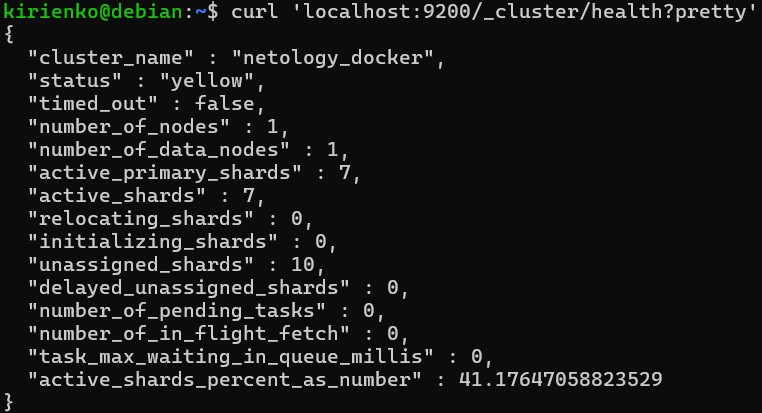 kirienko@debian:~$ curl 'localhost:9200/_cluster/health?pretty'
{
  "cluster_name" : "netology_docker",
  "status" : "yellow",
  "timed_out" : false,
  "number_of_nodes" : 1,
  "number_of_data_nodes" : 1,
  "active_primary_shards" : 7,
  "active_shards" : 7,
  "relocating_shards" : 0,
  "initializing_shards" : 0,
  "unassigned_shards" : 10,
  "delayed_unassigned_shards" : 0,
  "number_of_pending_tasks" : 0,
  "number_of_in_flight_fetch" : 0,
  "task_max_waiting_in_queue_millis" : 0,
  "active_shards_percent_as_number" : 41.17647058823529
}